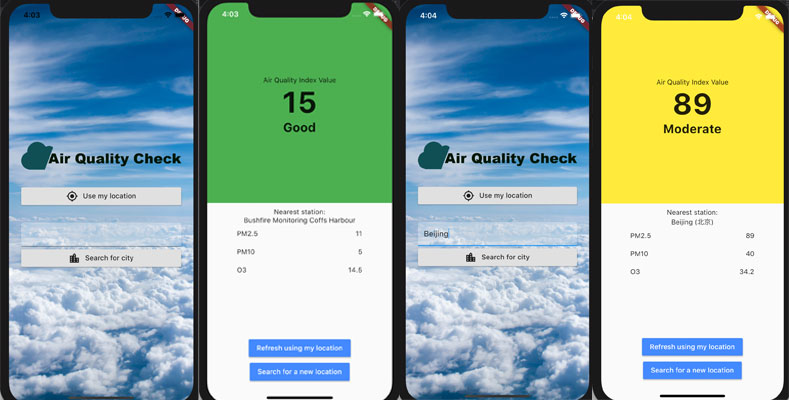 4:03
Air Quality Check
Use my location
Search for city
4:03
Air Quality Index Value
15
Good
Nearest station:
Bushfire Monitoring Coffs Harbour
PM2.5 11
PM10 5
O3 14.5
Refresh using my location
Search for a new location
4:04
Air Quality Check
Use my location
Beijing
Search for city
4:04
Air Quality Index Value
89
Moderate
Nearest station:
Beijing (北京)
PM2.5 89
PM10 40
O3 34.2
Refresh using my location
Search for a new location